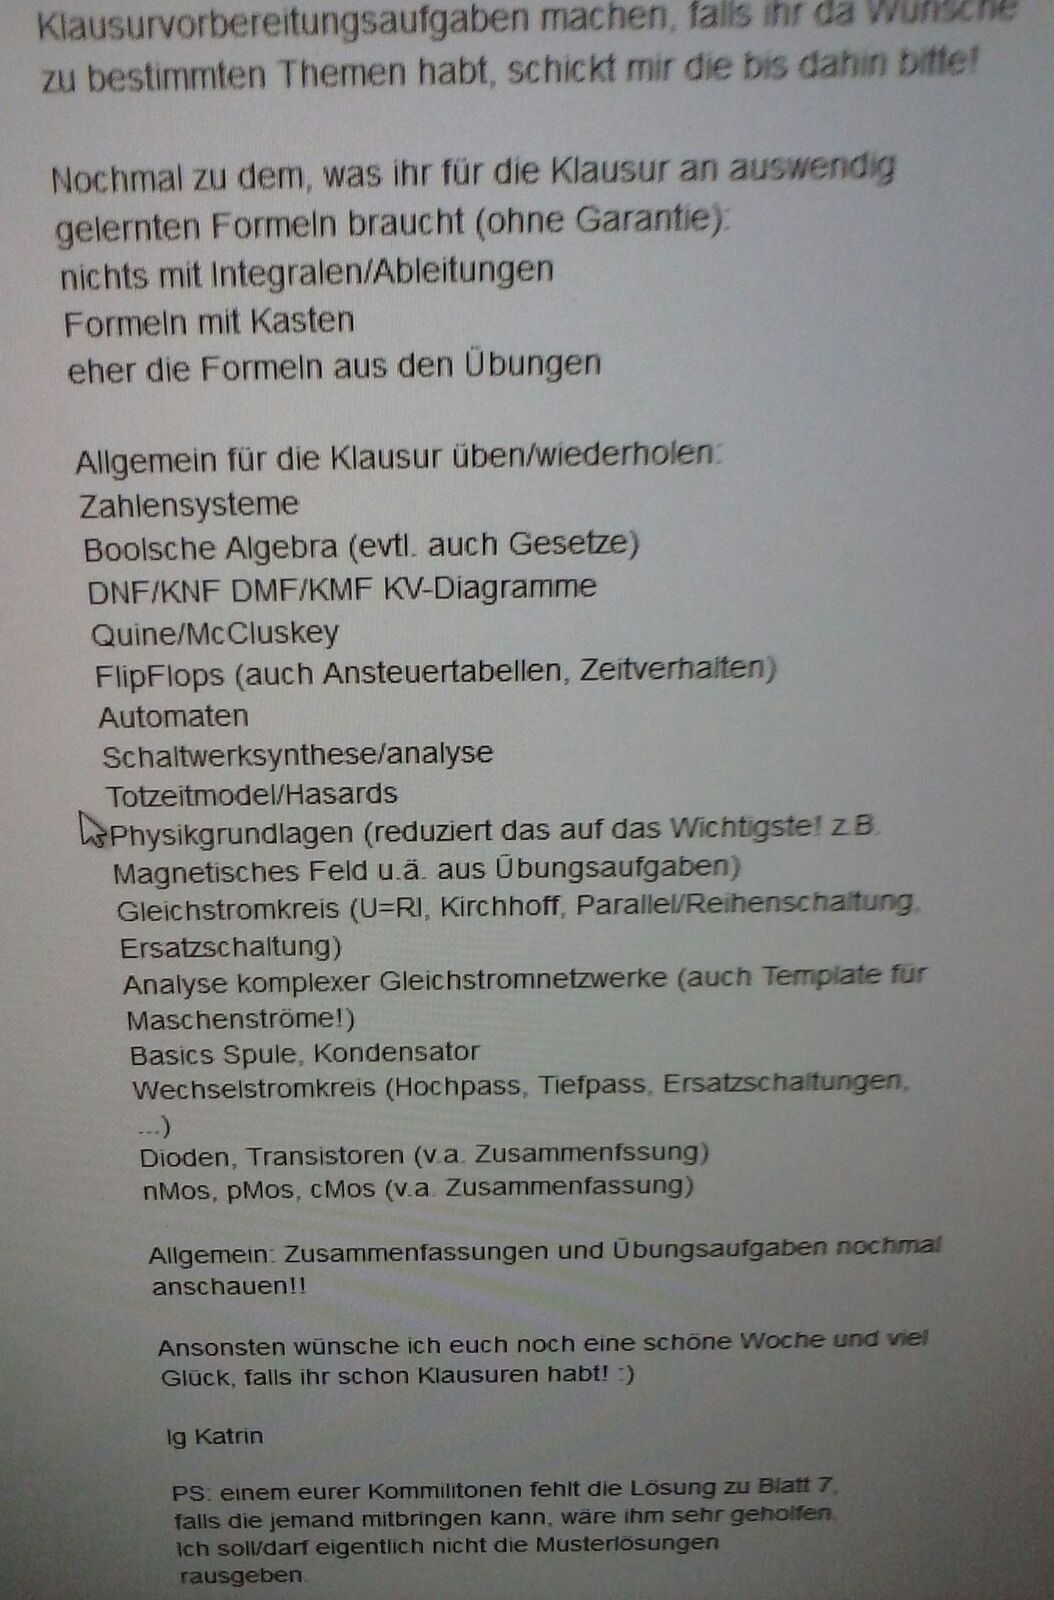 Klausurvorbereitungsaufgaben machen, falls ihr da Wünsche
zu bestimmten Themen habt, schickt mir die bis dahin bitte!
Nochmal zu dem, was ihr für die Klausur an auswendig
gelernten Formeln braucht (ohne Garantie):
nichts mit Integralen/Ableitungen
Formeln mit Kasten
eher die Formeln aus den Übungen
Allgemein für die Klausur üben/wiederholen:
Zahlensysteme
Boolsche Algebra (evtl. auch Gesetze)
DNF/KNF DMF/KMF KV-Diagramme
Quine/McCluskey
FlipFlops (auch Ansteuertabellen, Zeitverhalten)
Automaten
Schaltwerksynthese/analyse
Totzeitmodel/Hasards
Physikgrundlagen (reduziert das auf das Wichtigste! z.B.
Magnetisches Feld u.ä. aus Übungsaufgaben)
Gleichstromkreis (U=RI, Kirchhoff, Parallel/Reihenschaltung,
Ersatzschaltung)
Analyse komplexer Gleichstromnetzwerke (auch Template für
Maschenströme!)
Basics Spule, Kondensator
Wechselstromkreis (Hochpass, Tiefpass, Ersatzschaltungen,
...)
Dioden, Transistoren (v.a. Zusammenfssung)
nMos, pMos, cMos (v.a. Zusammenfassung)
Allgemein: Zusammenfassungen und Übungsaufgaben nochmal
anschauen!!
Ansonsten wünsche ich euch noch eine schöne Woche und viel
Glück, falls ihr schon Klausuren habt! :)
lg Katrin
PS: einem eurer Kommilitonen fehlt die Lösung zu Blatt 7,
falls die jemand mitbringen kann, wäre ihm sehr geholfen.
Ich soll/darf eigentlich nicht die Musterlösungen
rausgeben.